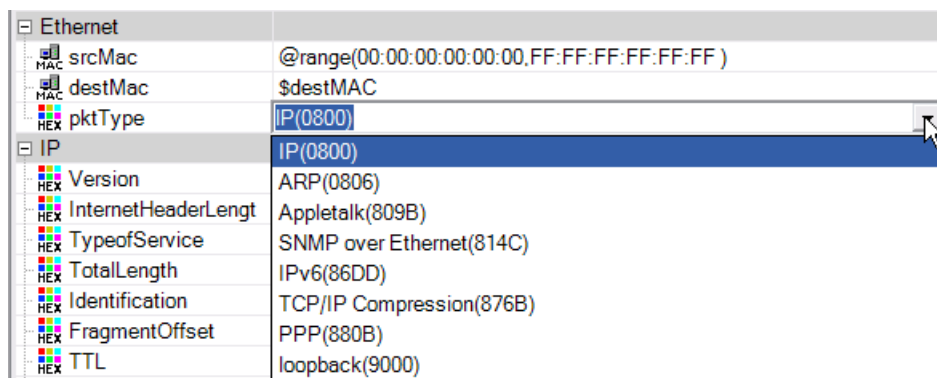 Ethernet
MAC srcMac @range(00:00:00:00:00:00,FF:FF:FF:FF:FF:FF )
MAC destMac $destMAC
HEX pktType IP(0800)
IP IP(0800)
HEX Version ARP(0806)
HEX InternetHeaderLengt Appletalk(809B)
HEX TypeofService SNMP over Ethernet(814C)
HEX TotalLength IPv6(86DD)
HEX Identification TCP/IP Compression(876B)
HEX FragmentOffset PPP(880B)
HEX TTL loopback(9000)